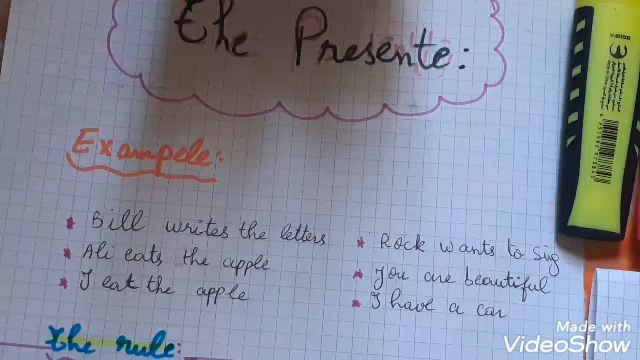 the Presente:
Exampele:
* Bill writes the letters
* Ali eats the apple
* I eat the apple
* Rock wants to Sing
* You are beautiful
* I have a car
the rule:
Made with
VideoShow